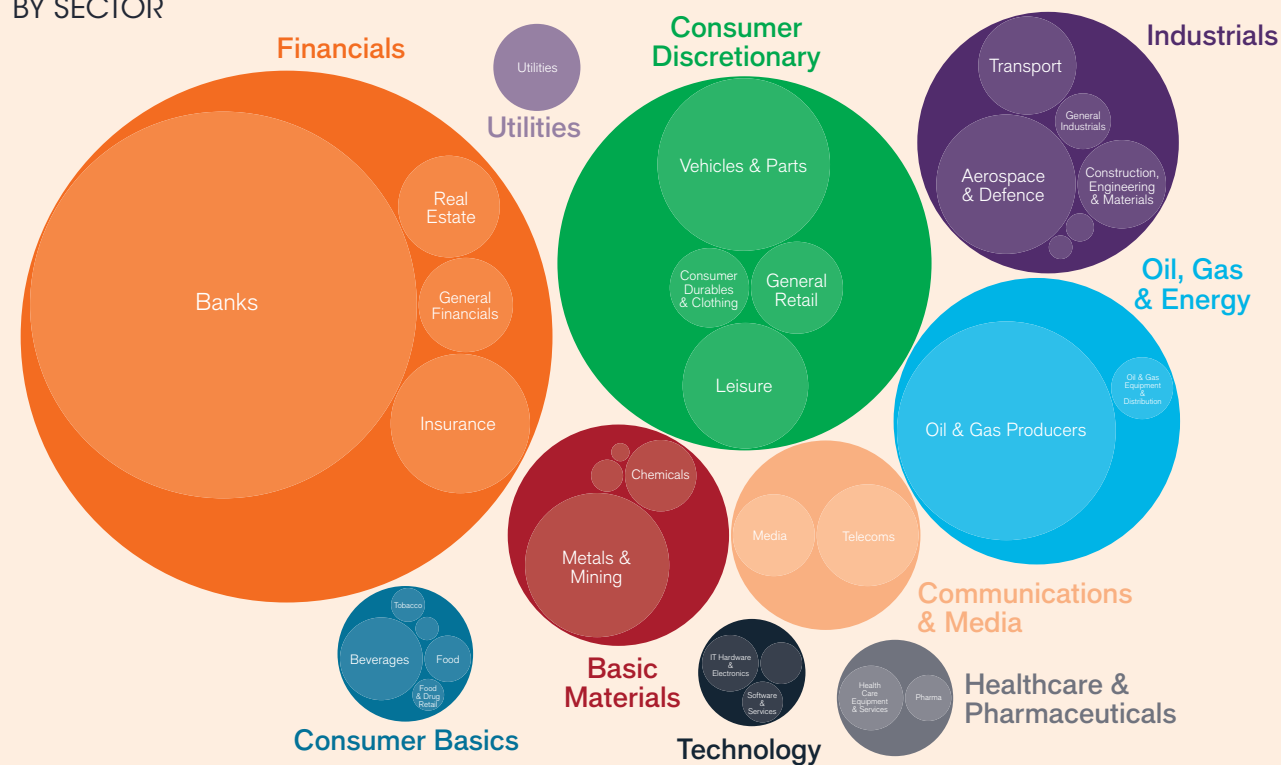 BY SECTOR
Financials
Banks
Real
Estate
General
Financials
Insurance
Utilities
Utilities
Consumer
Discretionary
Vehicles & Parts
Consumer
Durables
& Clothing
General
Retail
Leisure
Industrials
Transport
General
Industrials
Aerospace
& Defence
Construction,
Engineering
& Materials
Oil, Gas
& Energy
Oil & Gas Producers
Oil & Gas
Equipment
&
Distribution
Chemicals
Metals &
Mining
Basic
Materials
Media
Telecoms
Communications
& Media
Tobacco
Beverages
Food
Food
& Drug
Retail
Consumer Basics
IT Hardware
&
Electronics
Software
&
Services
Technology
Health
Care
Equipment
& Services
Pharma
Healthcare &
Pharmaceuticals